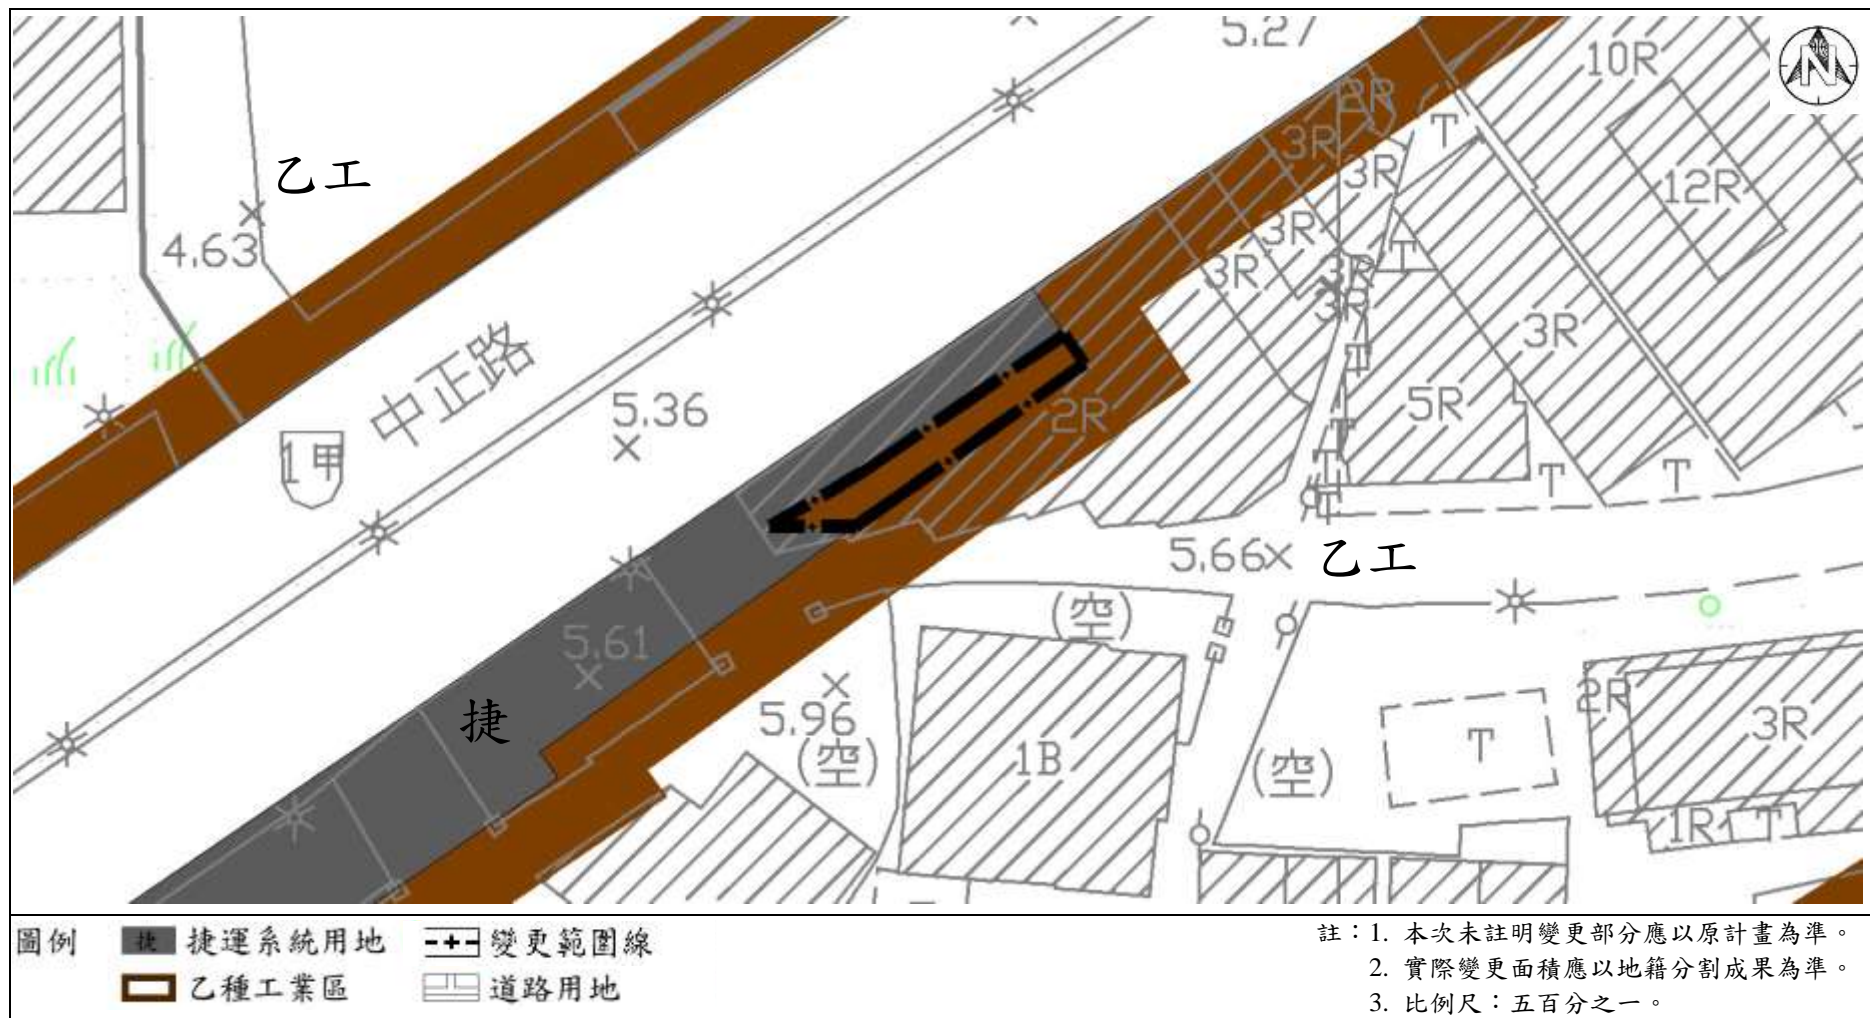 5.27
10R
N
2R
3R
T
乙工
3R
12R
4.63
3R
T
3R
3R
3R
3R
中正路
T
5.36
2R
5R
1甲
T
T
T
T
T
5.66
乙工
(空)
5.61
捷
5.96
(空)
1B
(空)
T
2R
3R
1R
T
圖例
捷 捷運系統用地
變更範圍線
乙種工業區
道路用地
註：1. 本次未註明變更部分應以原計畫為準。
2. 實際變更面積應以地籍分割成果為準。
3. 比例尺：五百分之一。